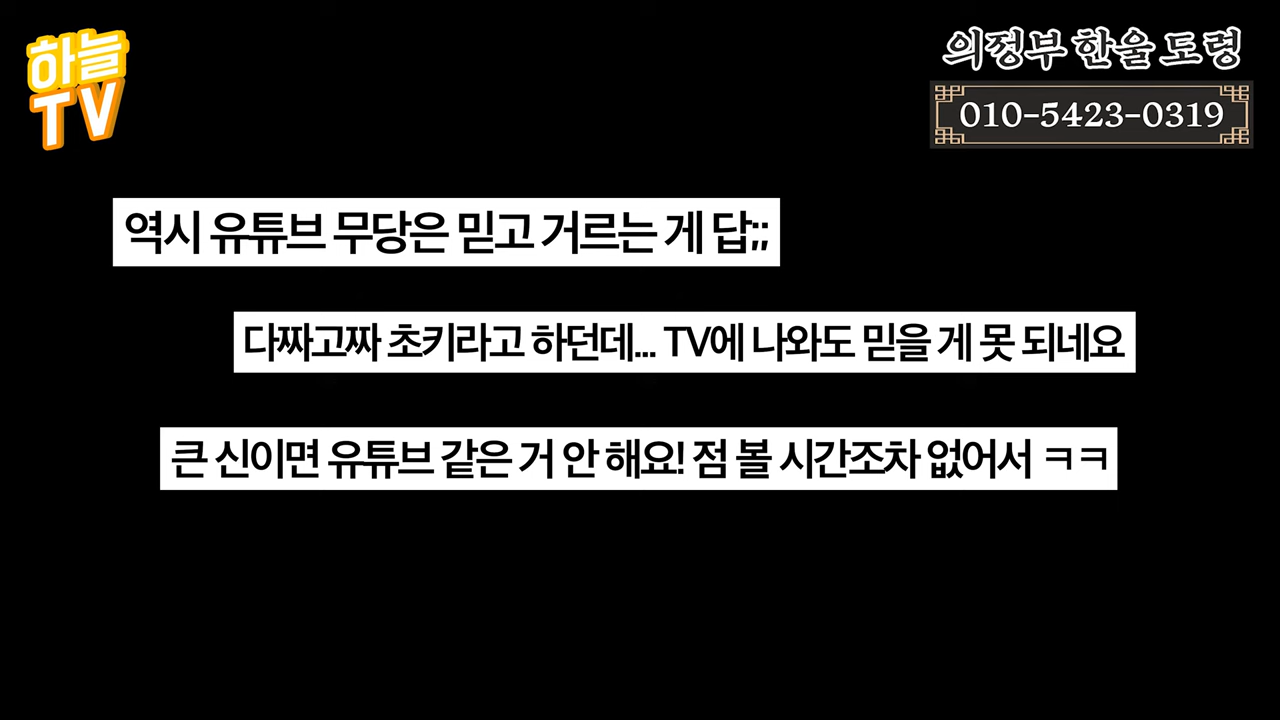 하늘
TV
의정부 한울 도령
010-5423-0319
역시 유튜브 무당은 믿고 거르는 게 답;;
다짜고짜 초키라고 하던데... TV에 나와도 믿을 게 못 되네요
큰 신이면 유튜브 같은 거 안 해요! 점 볼 시간조차 없어서 ㅋㅋ